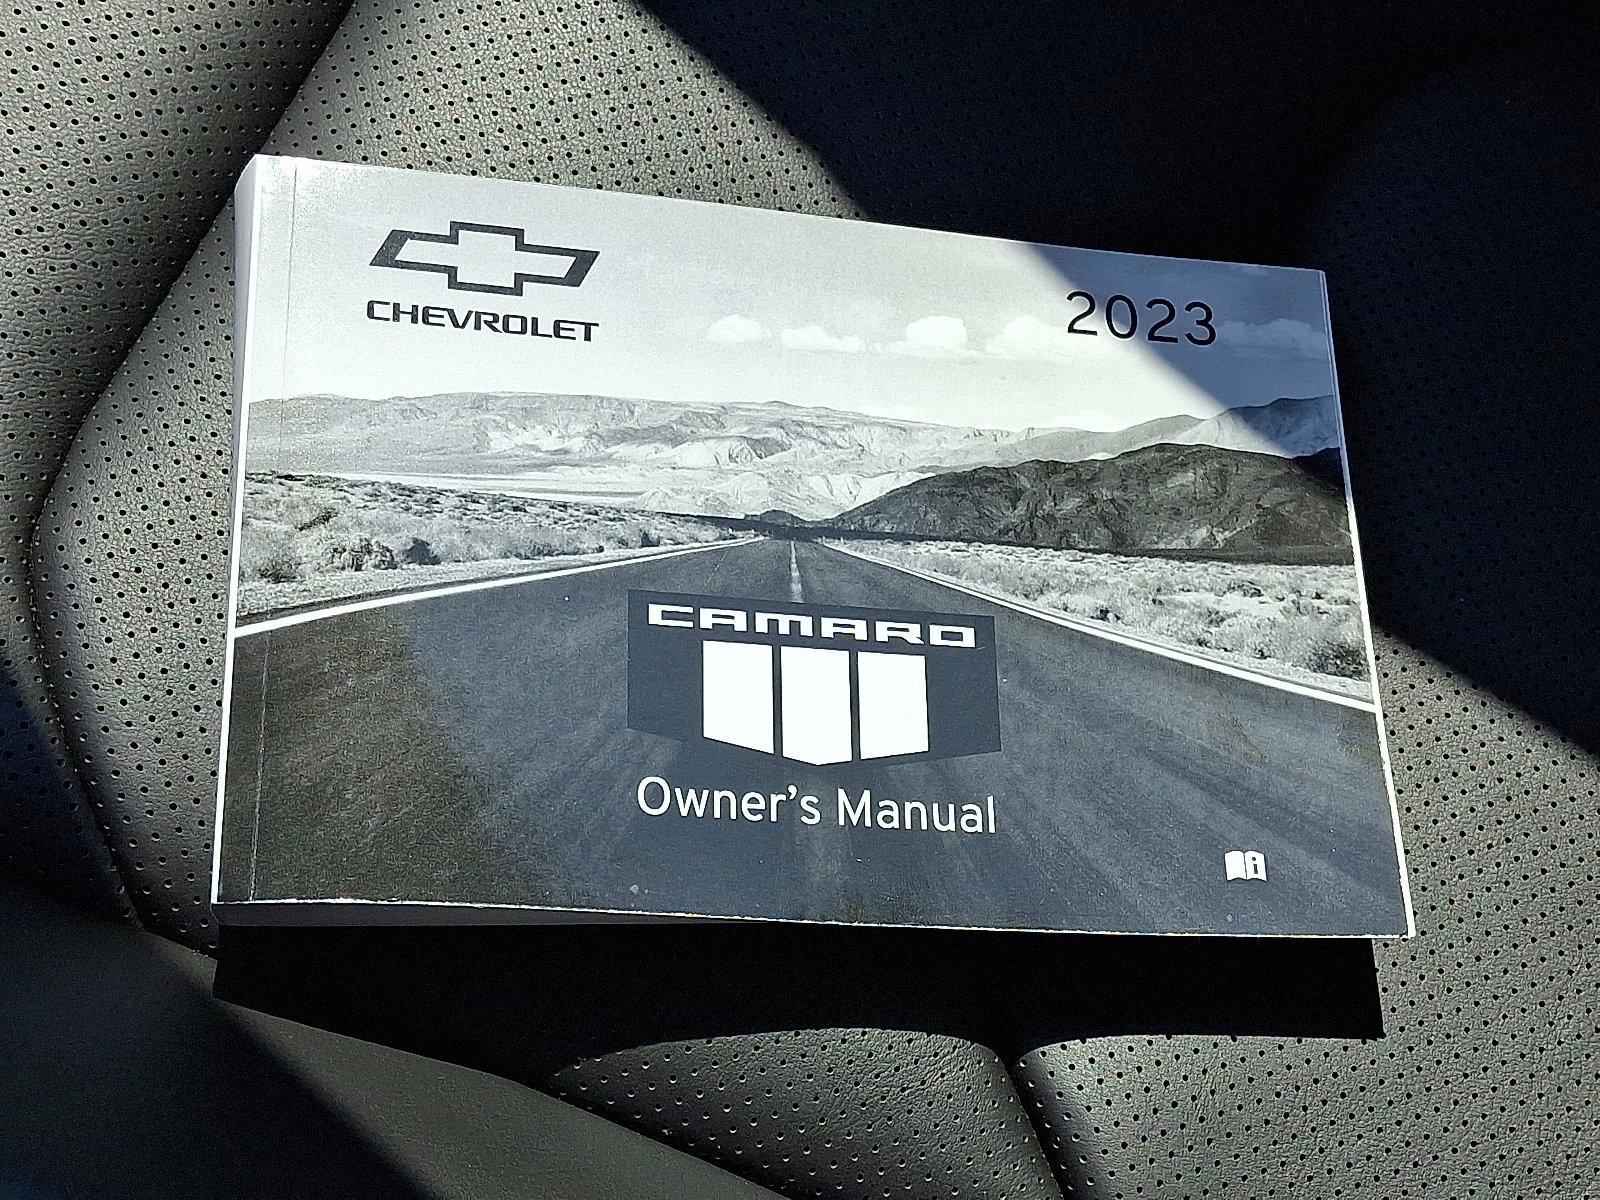 CHEVROLET
2023
CAMARO
Owner's Manual